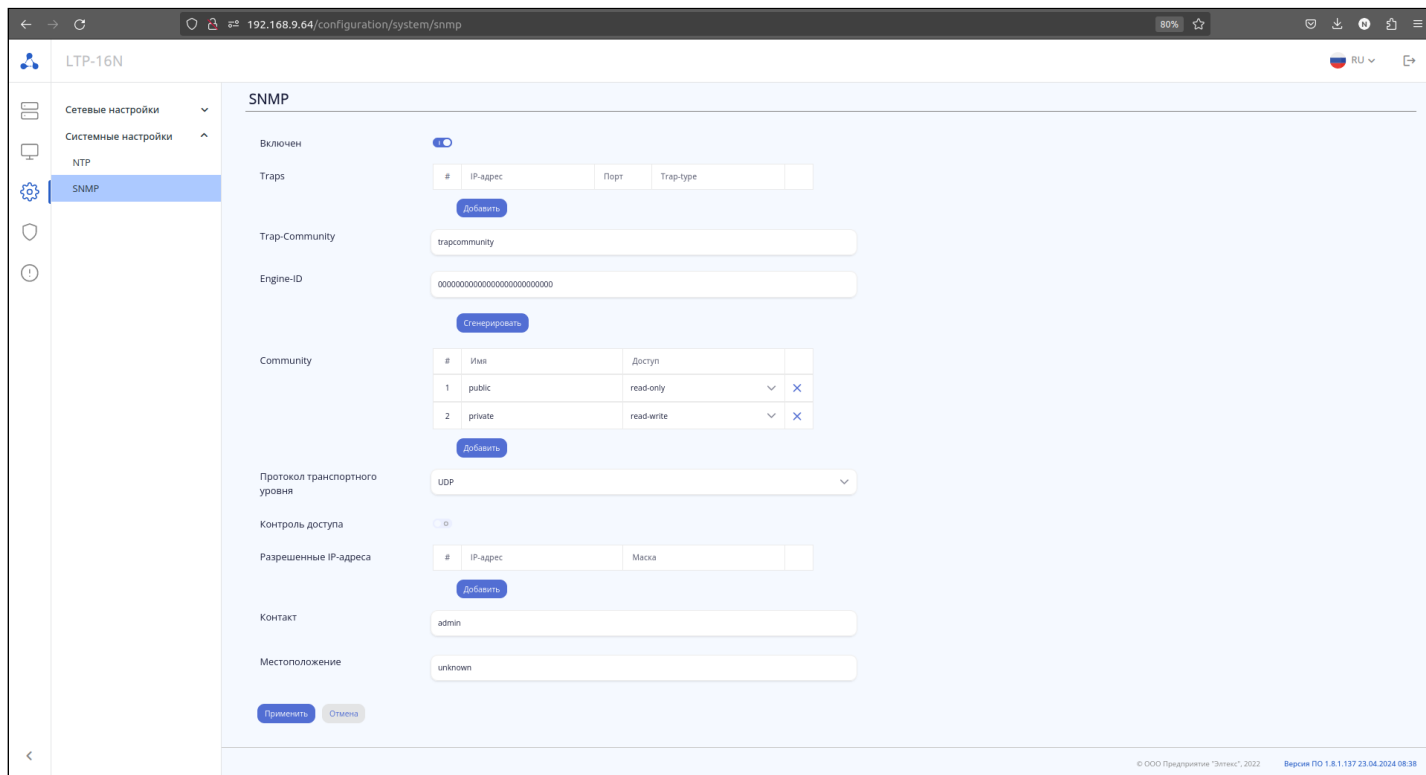 192.168.9.64/configuration/system/snmp
80%
LTP-16N
RU
Сетевые настройки
Системные настройки
NTP
SNMP
SNMP
Включен
Traps
# IP-адрес Порт Trap-type
Добавить
Trap-Community
trapcommunity
Engine-ID
Сгенерировать
Community
# Имя Доступ
1 public read-only
2 private read-write
Добавить
Протокол транспортного
уровня
UDP
Контроль доступа
Разрешенные IP-адреса
# IP-адрес Маска
Добавить
Контакт
admin
Местоположение
unknown
Применить Отмена
© ООО Предприятие "Элтекс", 2022 Версия ПО 1.8.1.137 23.04.2024 08:38